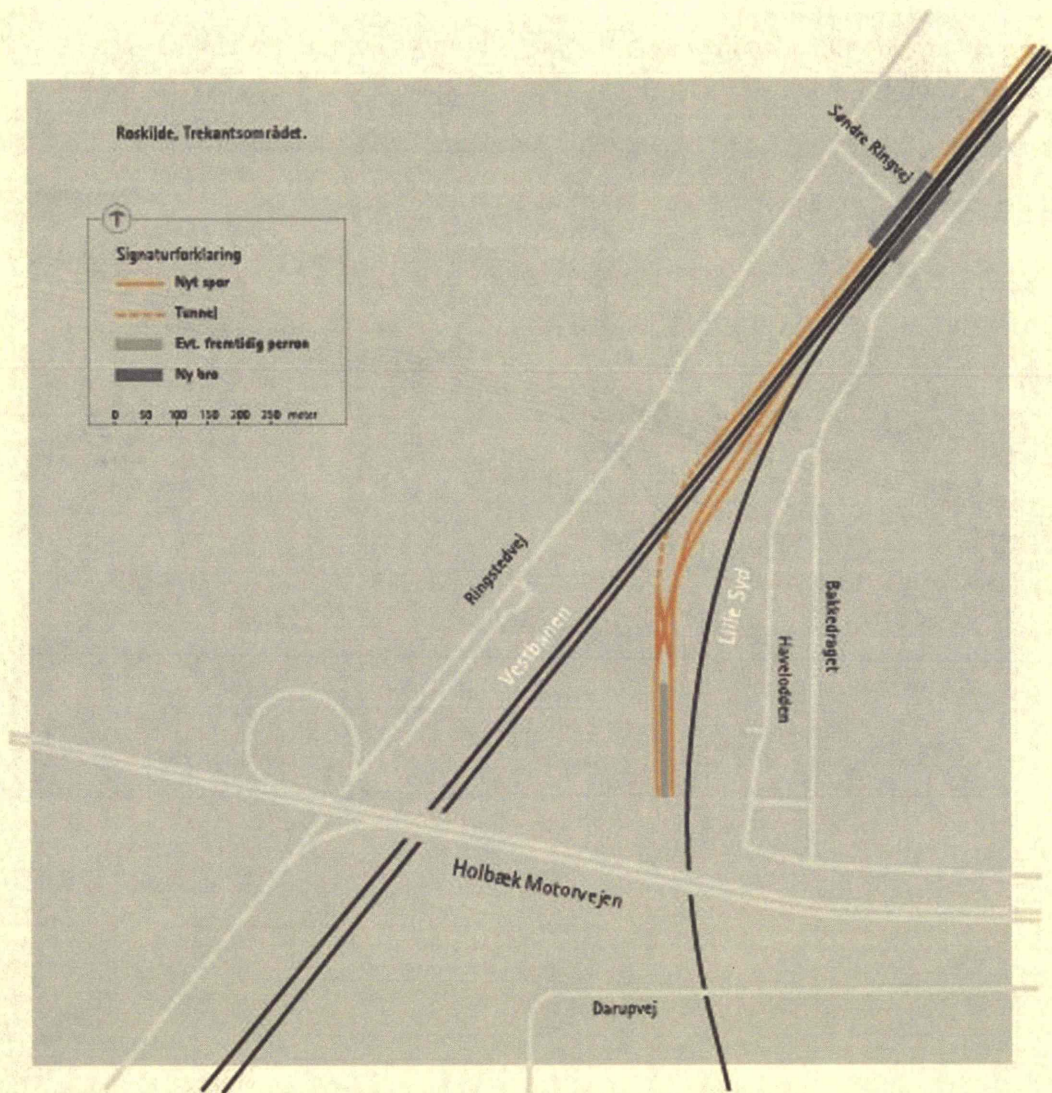 Roskilde, Trekantsområdet.
Signaturforklaring
Nyt spor
Tunnel
Evt. fremtidig perron
Ny bro
0 50 100 150 200 250 meter
Søndre Ringvej
Ringstedvej
Vestbanen
Lille Syd
Bakkedraget
Havelodden
Holbæk Motorvejen
Darupvej